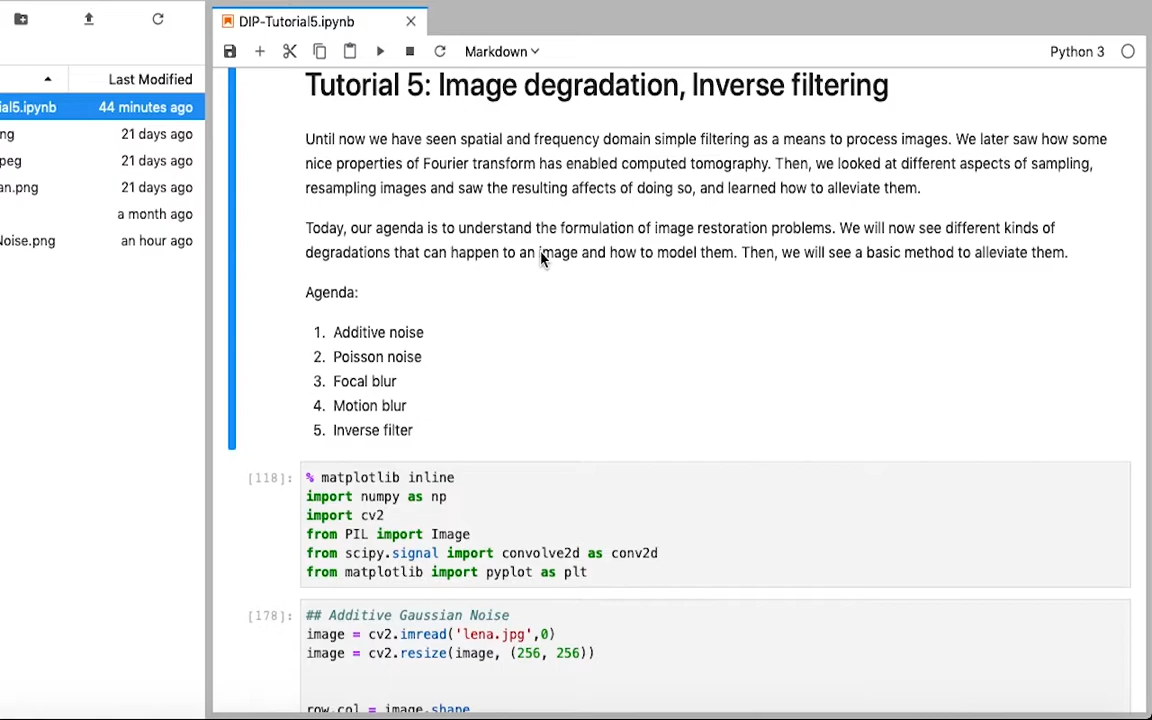 DIP-Tutorial5.ipynb
Markdown
Python 3
Last Modified
ial5.ipynb 44 minutes ago
ng 21 days ago
peg 21 days ago
an.png 21 days ago
a month ago
Noise.png an hour ago
Tutorial 5: Image degradation, Inverse filtering
Until now we have seen spatial and frequency domain simple filtering as a means to process images. We later saw how some
nice properties of Fourier transform has enabled computed tomography. Then, we looked at different aspects of sampling,
resampling images and saw the resulting affects of doing so, and learned how to alleviate them.
Today, our agenda is to understand the formulation of image restoration problems. We will now see different kinds of
degradations that can happen to an image and how to model them. Then, we will see a basic method to alleviate them.
Agenda:
1. Additive noise
2. Poisson noise
3. Focal blur
4. Motion blur
5. Inverse filter
[118]: % matplotlib inline
import numpy as np
import cv2
from PIL import Image
from scipy.signal import convolve2d as conv2d
from matplotlib import pyplot as plt
[178]: ## Additive Gaussian Noise
image = cv2.imread('lena.jpg',0)
image = cv2.resize(image, (256, 256))
row,col = image.shape